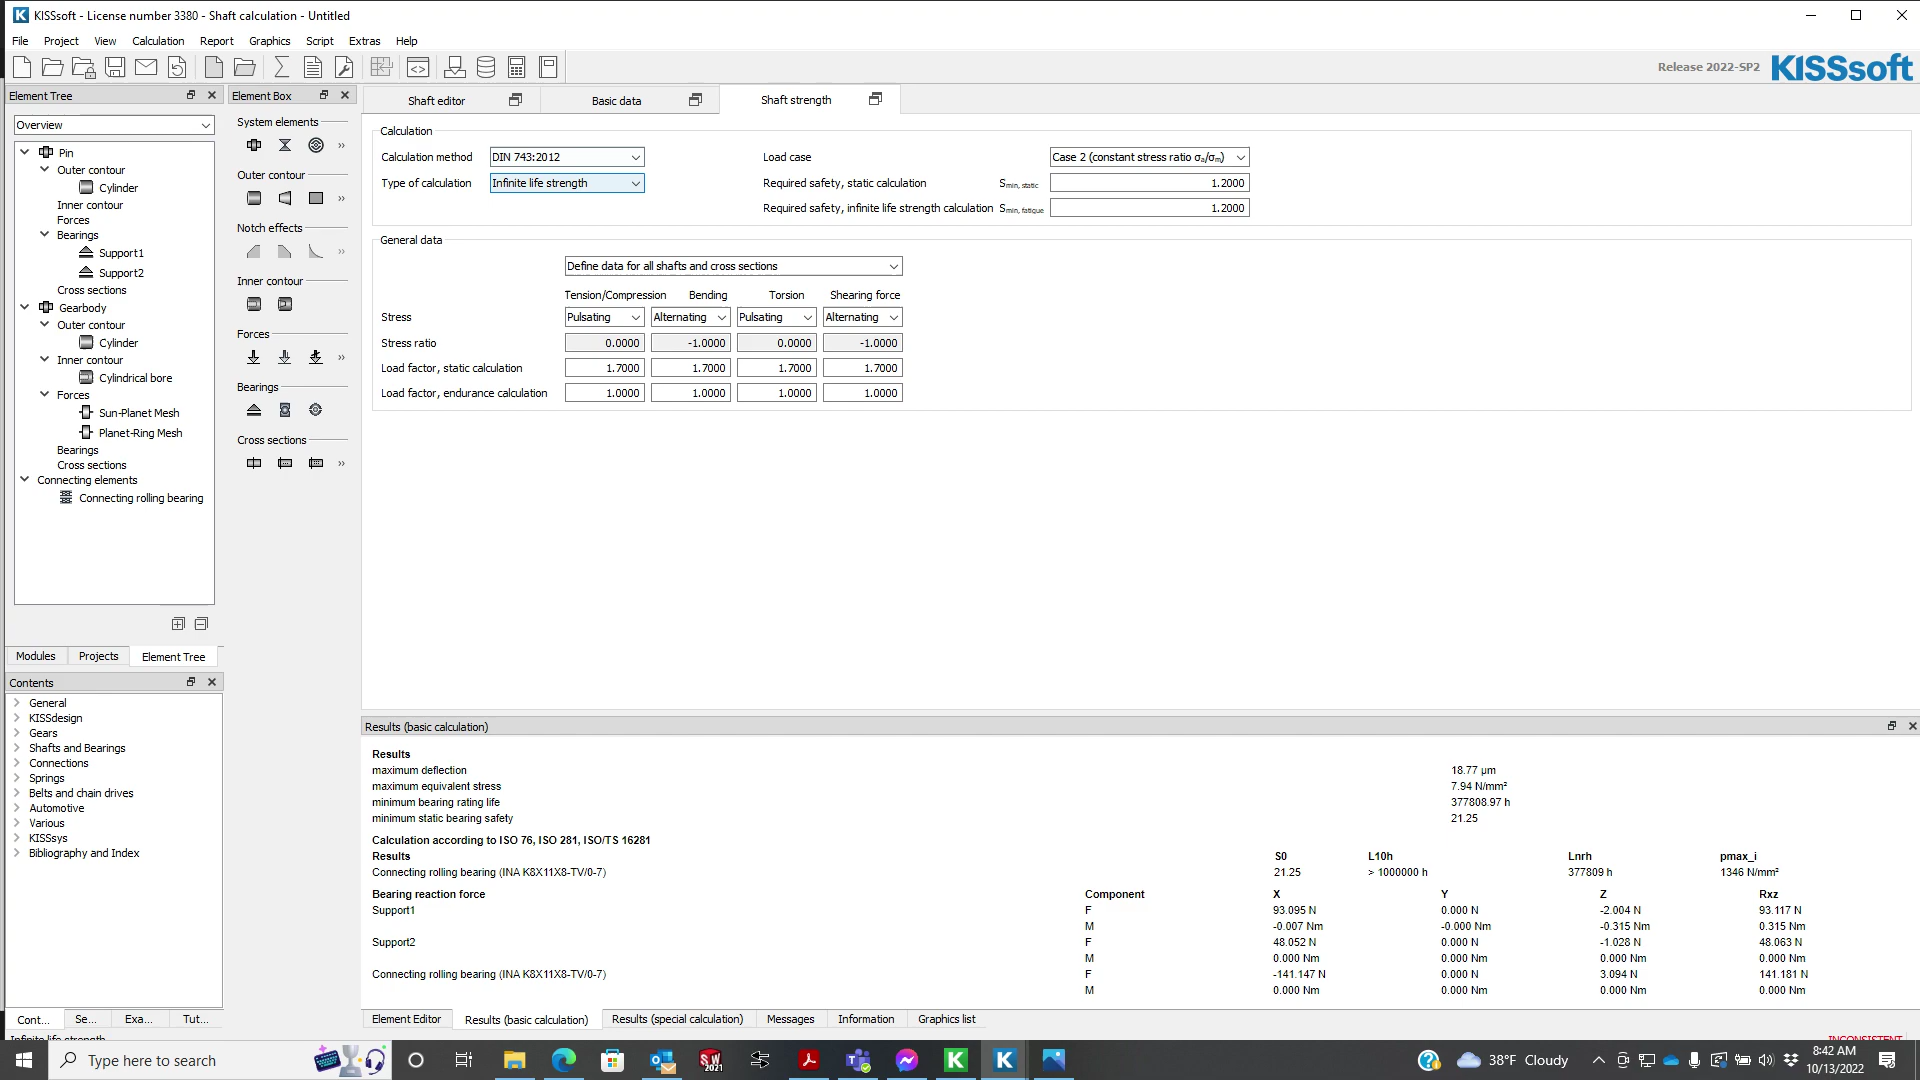 KISSsoft - License number 3380 - Shaft calculation - Untitled
File Project View Calculation Report Graphics Script Extras Help
Release 2022-SP2 KISSsoft
Element Tree
Overview
Pin
Outer contour
Cylinder
Inner contour
Forces
Bearings
Support1
Support2
Cross sections
Gearbody
Outer contour
Cylinder
Inner contour
Cylindrical bore
Forces
Sun-Planet Mesh
Planet-Ring Mesh
Bearings
Cross sections
Connecting elements
Connecting rolling bearing
Modules Projects Element Tree
Contents
General
KISSdesign
Gears
Shafts and Bearings
Connections
Springs
Belts and chain drives
Automotive
Various
KISSsys
Bibliography and Index
Cont... Se... Exa... Tut...
Infinite life strength
Element Box
System elements
Outer contour
Notch effects
Inner contour
Forces
Bearings
Cross sections
Shaft editor Basic data Shaft strength
Calculation
Calculation method DIN 743:2012 Load case Case 2 (constant stress ratio σa/σm)
Type of calculation Infinite life strength Required safety, static calculation Smin, static 1.2000
Required safety, infinite life strength calculation Smin, fatigue 1.2000
General data
Define data for all shafts and cross sections
Tension/Compression Bending Torsion Shearing force
Stress Pulsating Alternating Pulsating Alternating
Stress ratio 0.0000 -1.0000 0.0000 -1.0000
Load factor, static calculation 1.7000 1.7000 1.7000 1.7000
Load factor, endurance calculation 1.0000 1.0000 1.0000 1.0000
Results (basic calculation)
Results
maximum deflection 18.77 µm
maximum equivalent stress 7.94 N/mm²
minimum bearing rating life 377808.97 h
minimum static bearing safety 21.25
Calculation according to ISO 76, ISO 281, ISO/TS 16281
Results S0 L10h Lnrh pmax_i
Connecting rolling bearing (INA K8X11X8-TV/0-7) 21.25 > 1000000 h 377809 h 1346 N/mm²
Bearing reaction force Component X Y Z Rxz
Support1 F 93.095 N 0.000 N -2.004 N 93.117 N
M -0.007 Nm -0.000 Nm -0.315 Nm 0.315 Nm
Support2 F 48.052 N 0.000 N -1.028 N 48.063 N
M 0.000 Nm 0.000 Nm 0.000 Nm 0.000 Nm
Connecting rolling bearing (INA K8X11X8-TV/0-7) F -141.147 N 0.000 N 3.094 N 141.181 N
M 0.000 Nm 0.000 Nm 0.000 Nm 0.000 Nm
Element Editor Results (basic calculation) Results (special calculation) Messages Information Graphics list
INCONSISTENT
Type here to search
SW 2021
38°F Cloudy
8:42 AM
10/13/2022